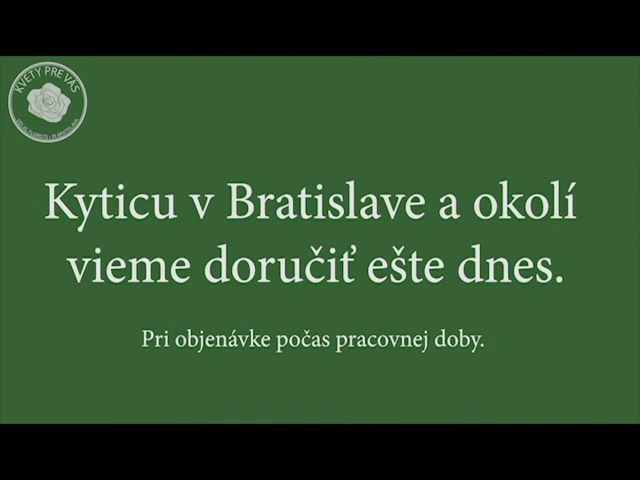 KVETY PRE VÁS
Kyticu v Bratislave a okolí
vieme doručiť ešte dnes.
Pri objenávke počas pracovnej doby.